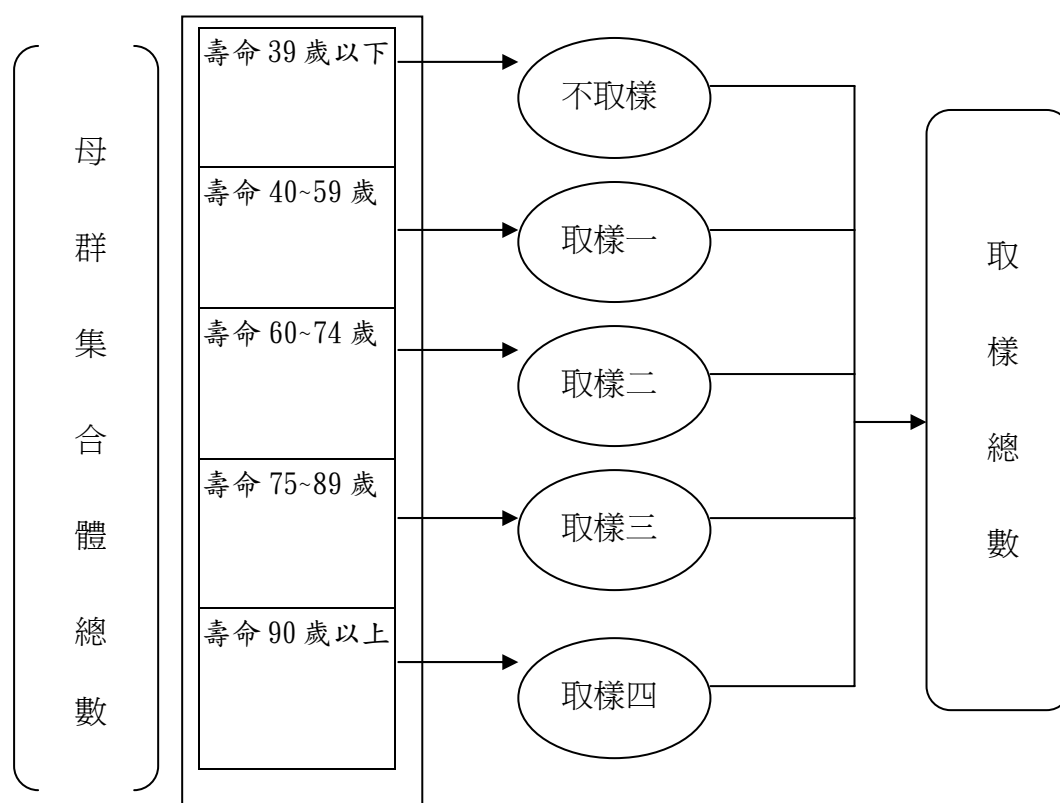 母群集合體總數
壽命 39 歲以下
壽命 40~59 歲
壽命 60~74 歲
壽命 75~89 歲
壽命 90 歲以上
不取樣
取樣一
取樣二
取樣三
取樣四
取樣總數